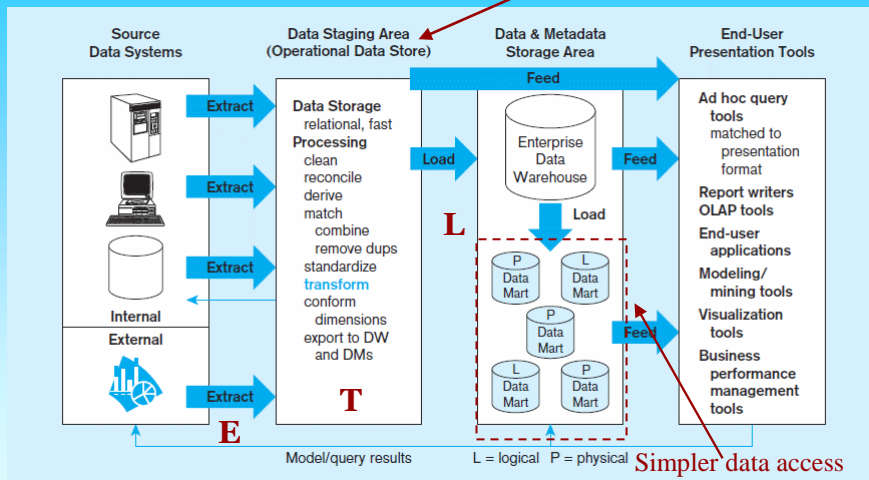 Source
Data Systems
Data Staging Area
(Operational Data Store)
Data & Metadata
Storage Area
End-User
Presentation Tools
Extract
Extract
Extract
Internal
External
Extract
E
Data Storage
relational, fast
Processing
clean
reconcile
derive
match
combine
remove dups
standardize
transform
conform
dimensions
export to DW
and DMs
T
Feed
Load
L
Enterprise
Data
Warehouse
Feed
Load
P
Data
Mart
L
Data
Mart
P
Data
Mart
L
Data
Mart
P
Data
Mart
Feed
Ad hoc query
tools
matched to
presentation
format
Report writers
OLAP tools
End-user
applications
Modeling/
mining tools
Visualization
tools
Business
performance
management
tools
Model/query results
L = logical P = physical
Simpler data access